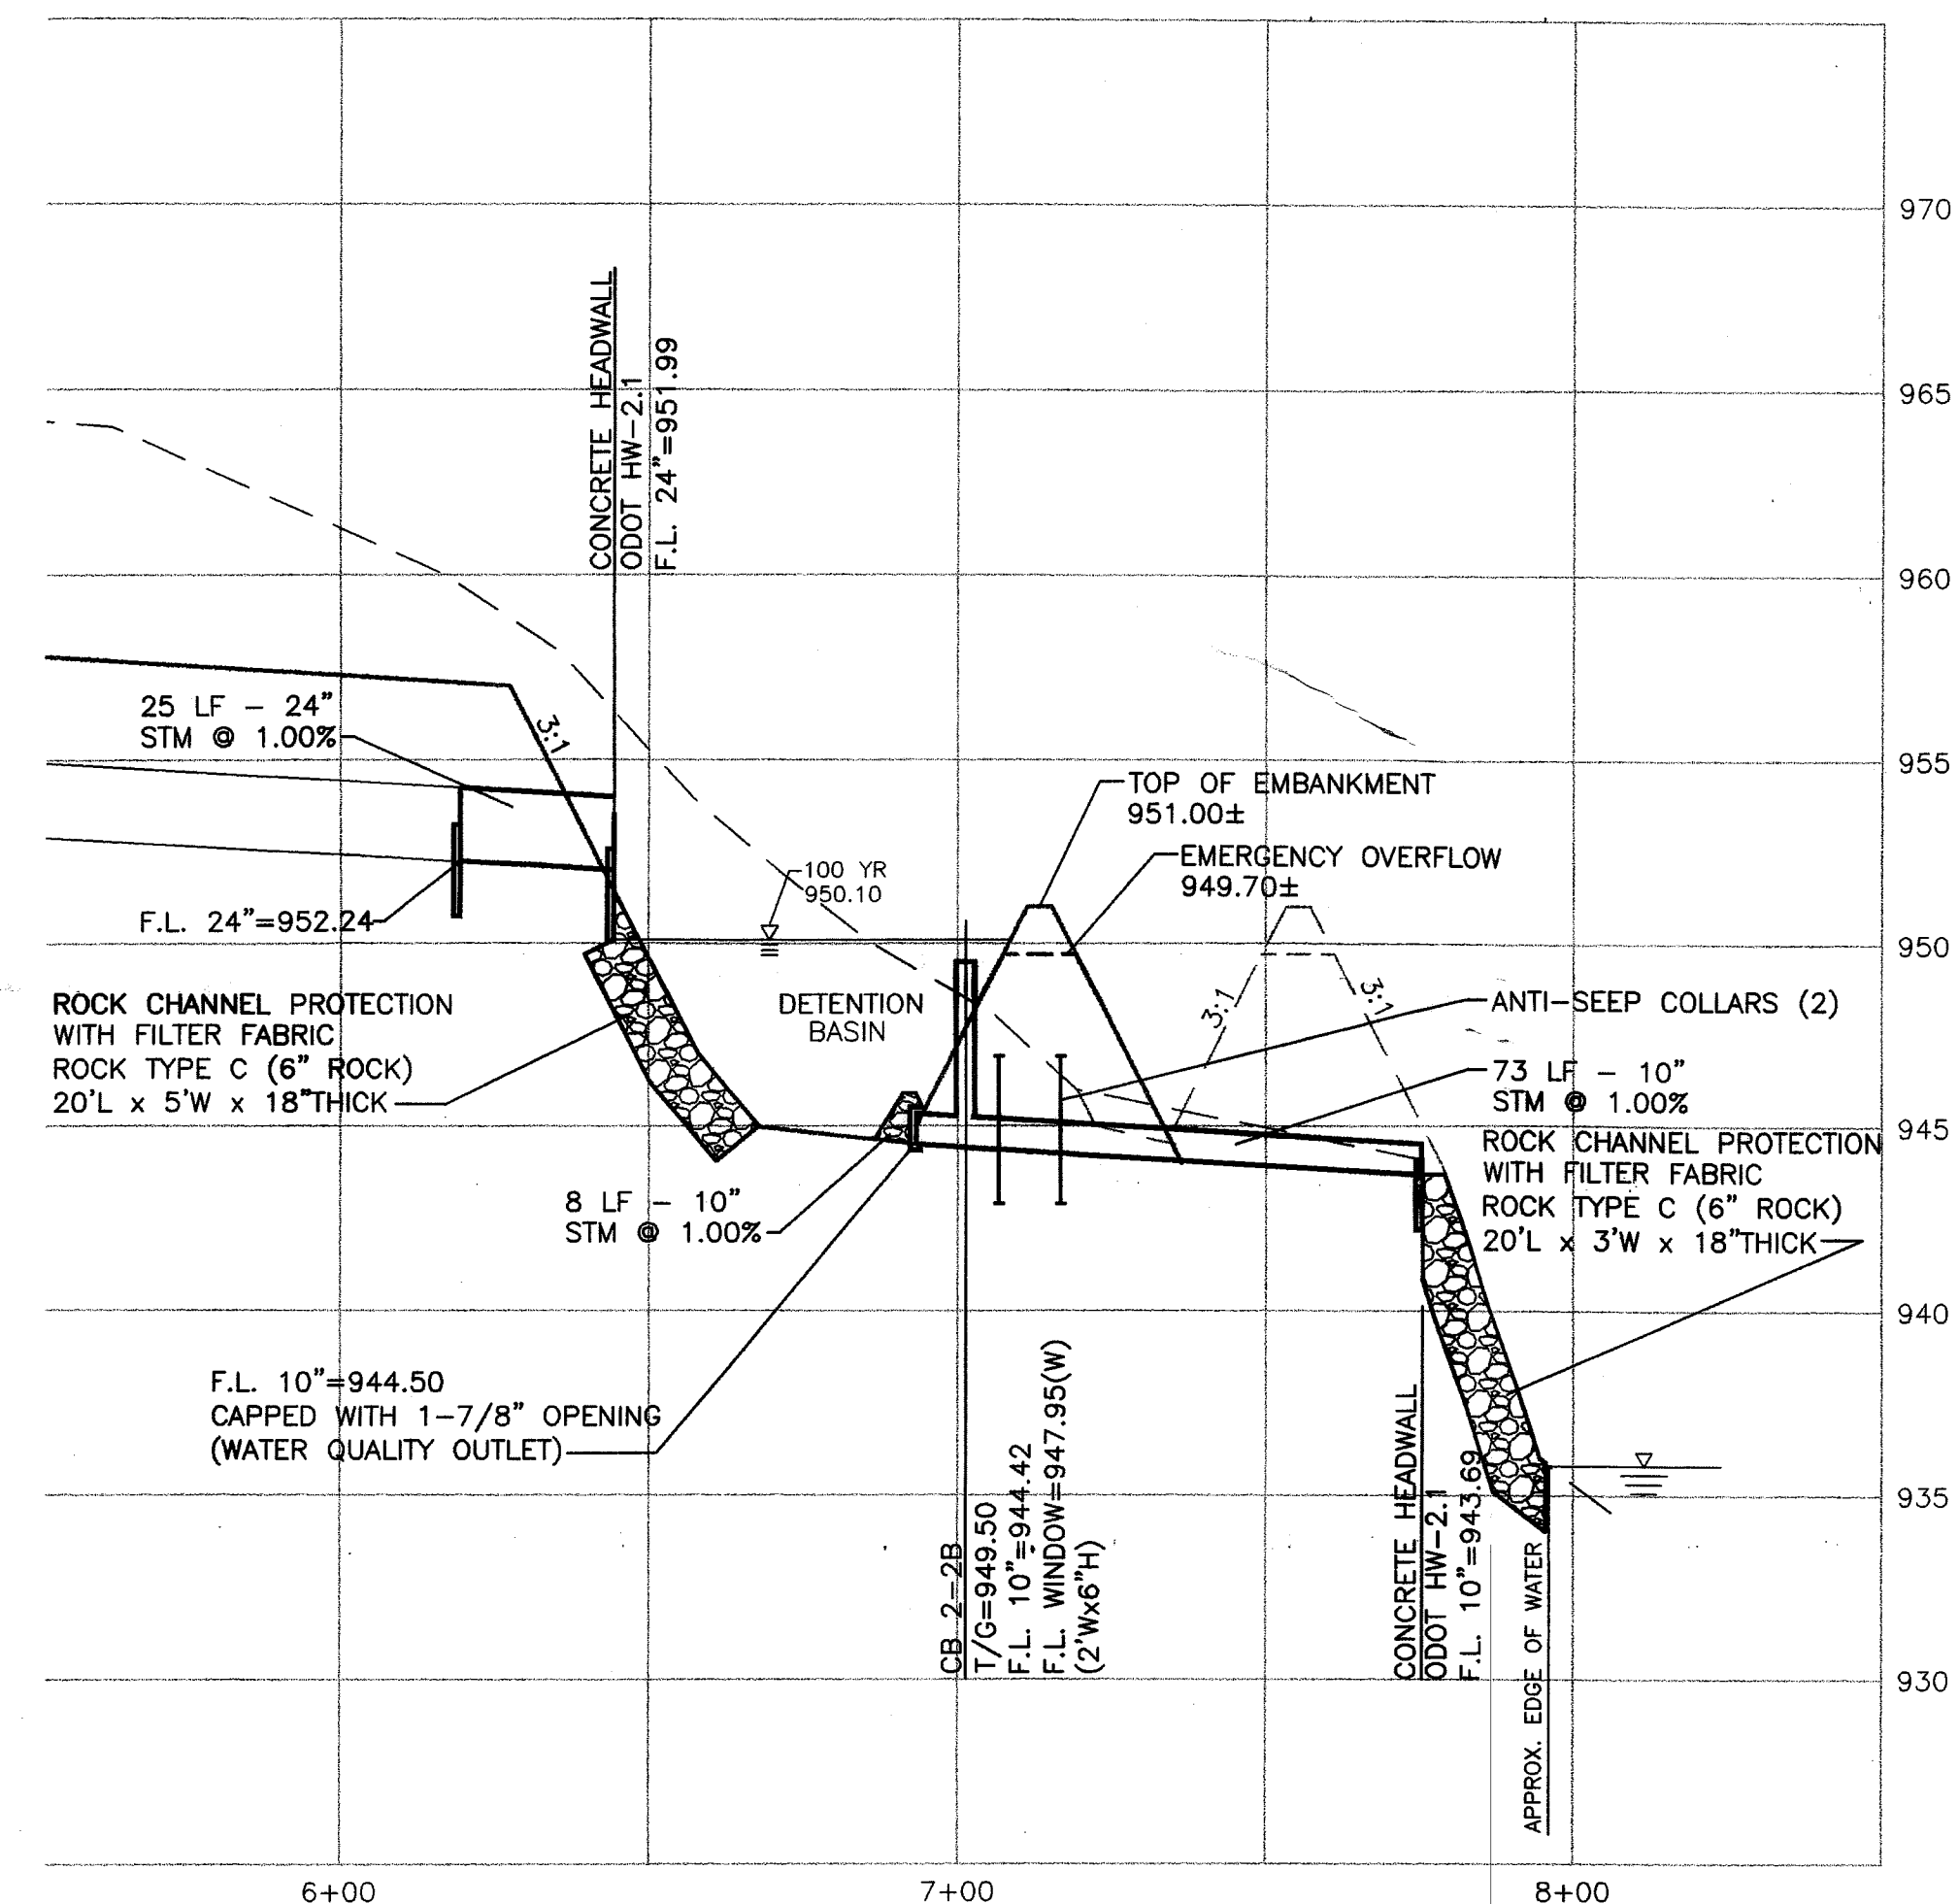 970
965
960
955
950
945
940
935
930
CONCRETE HEADWALL
ODOT HW-2.1
F.L. 24"=951.99
25 LF - 24"
STM @ 1.00%
3:1
F.L. 24"=952.24
100 YR
950.10
TOP OF EMBANKMENT
951.00±
EMERGENCY OVERFLOW
949.70±
ROCK CHANNEL PROTECTION
WITH FILTER FABRIC
ROCK TYPE C (6" ROCK)
20'L x 5'W x 18"THICK
DETENTION
BASIN
3:1
3:1
ANTI-SEEP COLLARS (2)
73 LF - 10"
STM @ 1.00%
ROCK CHANNEL PROTECTION
WITH FILTER FABRIC
ROCK TYPE C (6" ROCK)
20'L x 3'W x 18"THICK
8 LF - 10"
STM @ 1.00%
F.L. 10"=944.50
CAPPED WITH 1-7/8" OPENING
(WATER QUALITY OUTLET)
CB 2-2B
T/G=949.50
F.L. 10"=944.42
F.L. WINDOW=947.95(W)
(2'Wx6"H)
CONCRETE HEADWALL
ODOT HW-2.1
F.L. 10"=943.69
APPROX. EDGE OF WATER
6+00
7+00
8+00